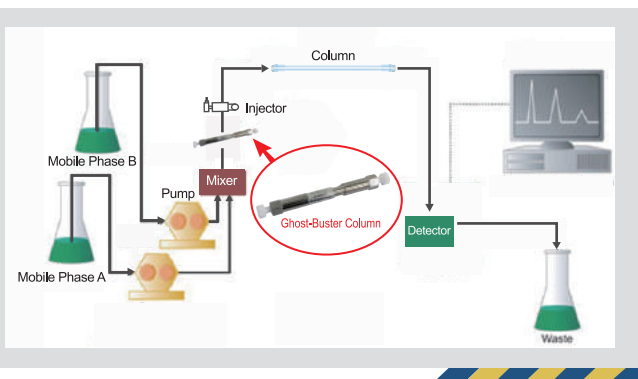 Column
Injector
Mobile Phase B
Mixer
Pump
Ghost-Buster Column
Detector
Mobile Phase A
Waste